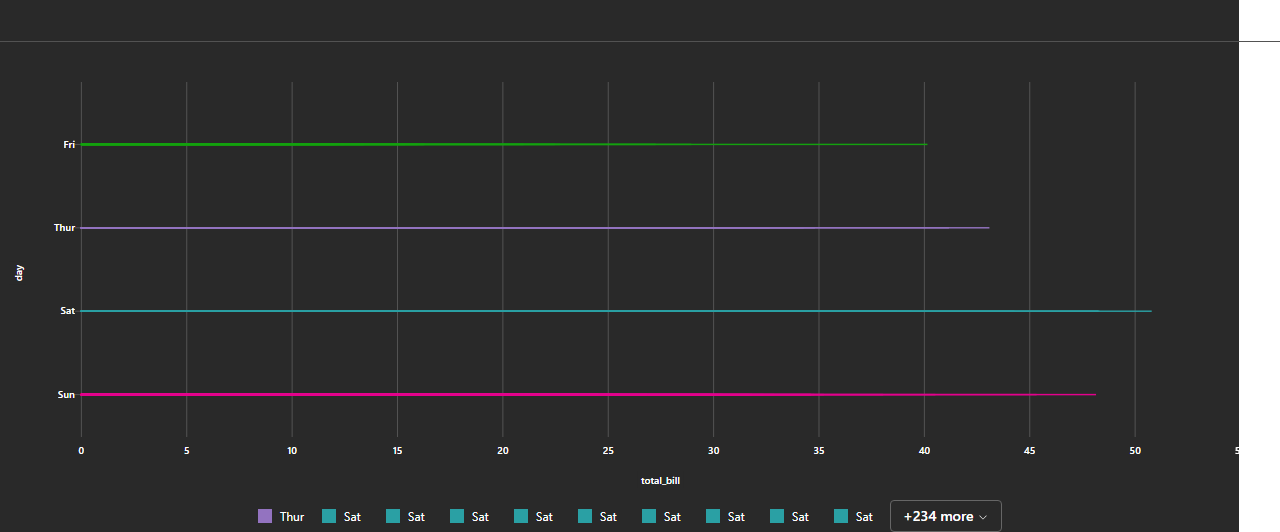 Fri
Thur
day
Sat
Sun
0 5 10 15 20 25 30 35 40 45 50
total_bill
Thur Sat Sat Sat Sat Sat Sat Sat Sat Sat +234 more